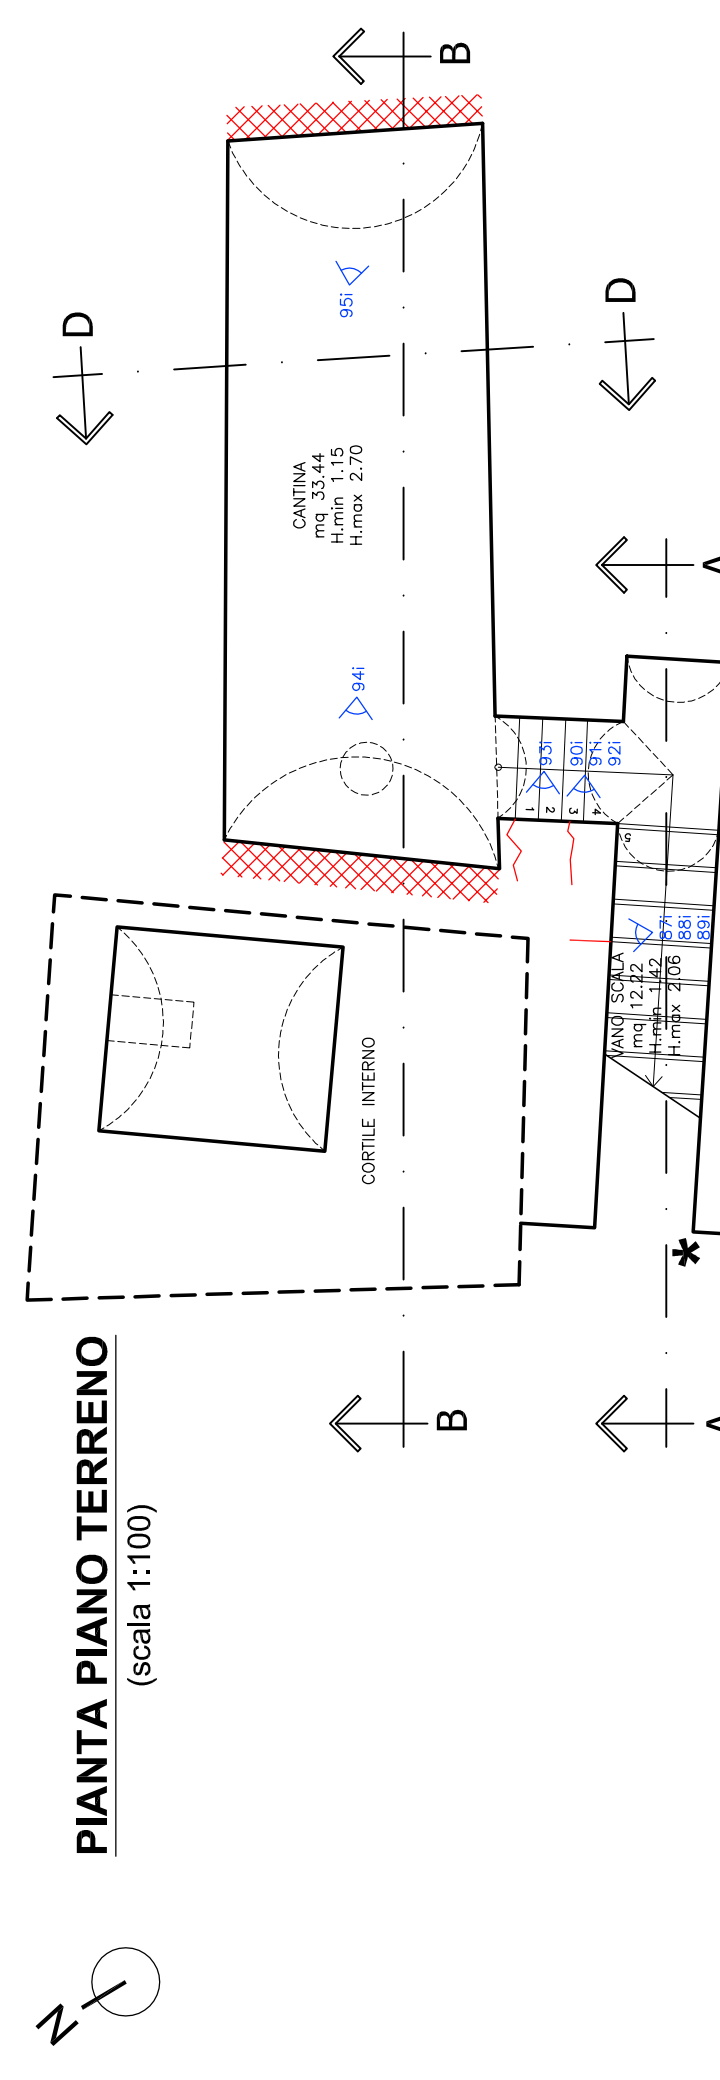 PIANTA PIANO TERRENO
(scala 1:100)
N
B
B
D
D
CANTINA
mq 33.44
H.min 1.15
H.max 2.70
95i
94i
93i
90i
91i
92i
1
2
3
4
5
87i
88i
89i
VANO SCALA
mq 12.22
H.min 1.42
H.max 2.06
CORTILE INTERNO
*